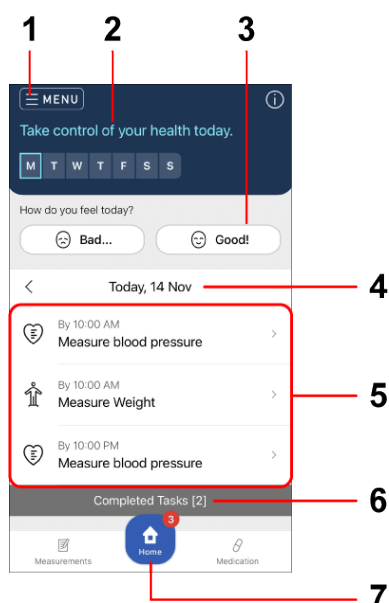 1 2 3
MENU
Take control of your health today.
M T W T F S S
How do you feel today?
Bad... Good!
Today, 14 Nov 4
By 10:00 AM
Measure blood pressure
By 10:00 AM
Measure Weight 5
By 10:00 PM
Measure blood pressure
Completed Tasks [2] 6
3
Measurements Home Medication
7